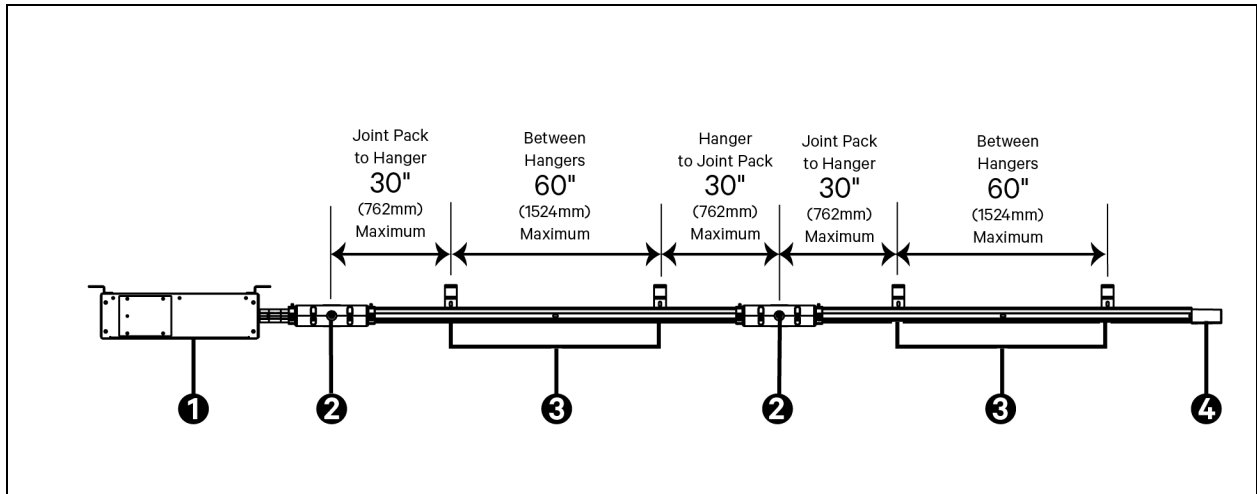 Joint Pack
to Hanger
30"
(762mm)
Maximum
Between
Hangers
60"
(1524mm)
Maximum
Hanger
to Joint Pack
30"
(762mm)
Maximum
Joint Pack
to Hanger
30"
(762mm)
Maximum
Between
Hangers
60"
(1524mm)
Maximum
1
2
3
2
3
4